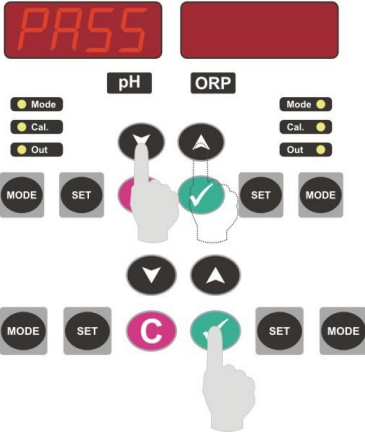 PASS
pH ORP
Mode Mode
Cal. Cal.
Out Out
MODE SET SET MODE
MODE SET C SET MODE